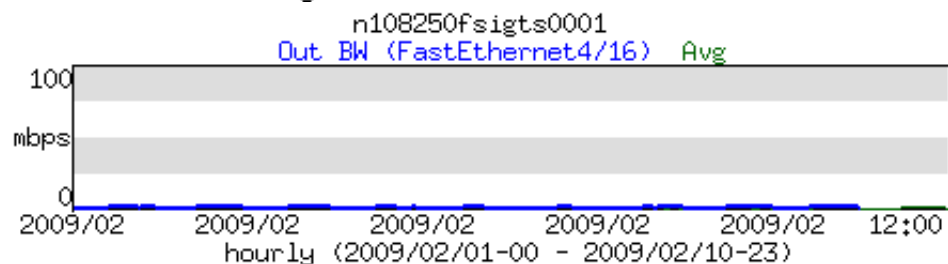 n108250fsigts0001
Out BW (FastEthernet4/16) Avg
100
mbps
0
2009/02 2009/02 2009/02 2009/02 2009/02 12:00
hourly (2009/02/01-00 - 2009/02/10-23)